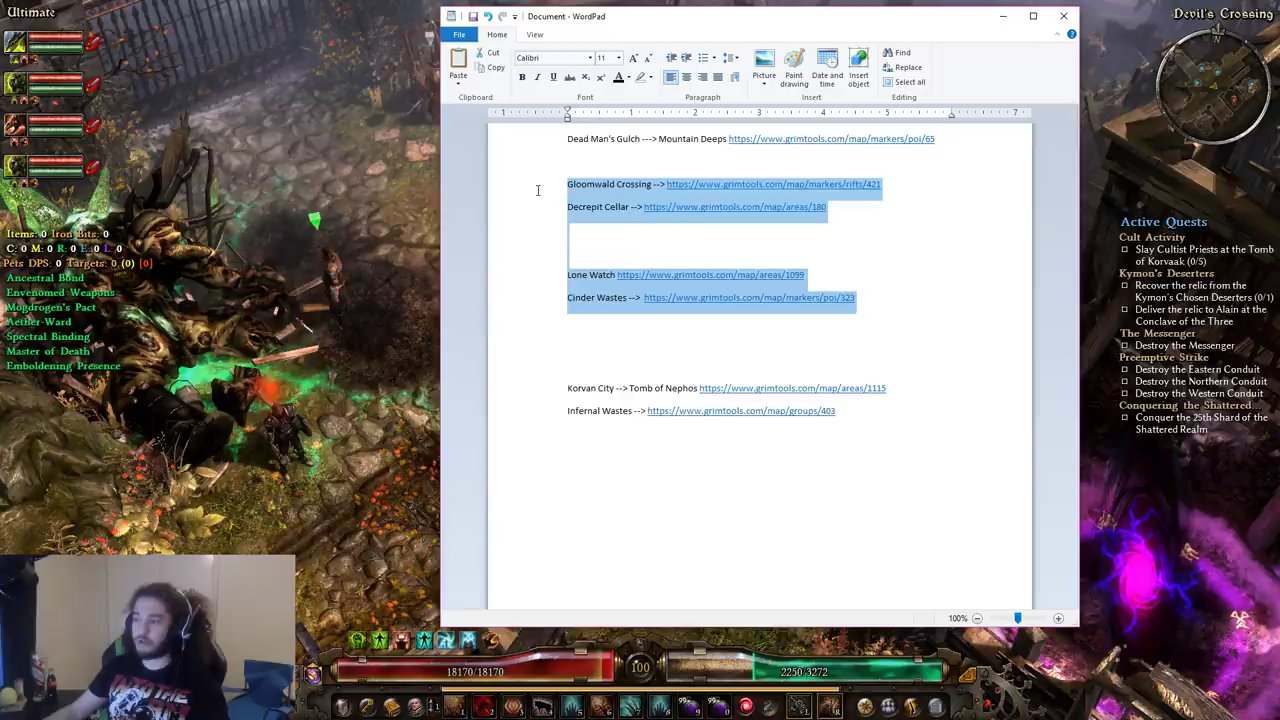 Ultimate
Items: 0 Iron Bits: 0
C: 0 M: 0 R: 0 E: 0 L: 0
Pets DPS: 0 Targets: 0 (0) [0]
Ancestral Bond
Envenomed Weapons
Mogdrogen's Pact
Aether-Ward
Spectral Binding
Master of Death
Emboldening Presence
Document - WordPad
File
Home
View
Paste
Cut
Copy
Clipboard
Calibri
11
Font
Paragraph
Picture
Paint drawing
Date and time
Insert object
Insert
Find
Replace
Select all
Editing
1 1 2 3 4 5 7
Dead Man's Gulch ---> Mountain Deeps https://www.grimtools.com/map/markers/poi/65
Gloomwald Crossing --> https://www.grimtools.com/map/markers/rifts/421
Decrepit Cellar --> https://www.grimtools.com/map/areas/180
Lone Watch https://www.grimtools.com/map/areas/1099
Cinder Wastes --> https://www.grimtools.com/map/markers/poi/323
Korvan City --> Tomb of Nephos https://www.grimtools.com/map/areas/1115
Infernal Wastes --> https://www.grimtools.com/map/groups/403
100%
Devil's Crossing
N
Active Quests
Cult Activity
Slay Cultist Priests at the Tomb
of Korvaak (0/5)
Kymon's Deserters
Recover the relic from the
Kymon's Chosen Deserters (0/1)
Deliver the relic to Alain at the
Conclave of the Three
The Messenger
Destroy the Messenger
Preemptive Strike
Destroy the Eastern Conduit
Destroy the Northern Conduit
Destroy the Western Conduit
Conquering the Shattered...
Conquer the 25th Shard of the
Shattered Realm
18170/18170
100
2250/3272